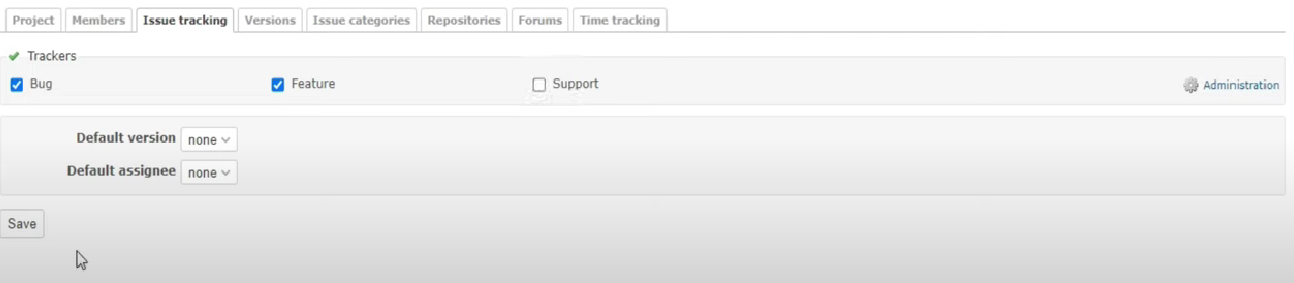 Project Members Issue tracking Versions Issue categories Repositories Forums Time tracking
Trackers
Bug Feature Support Administration
Default version none
Default assignee none
Save